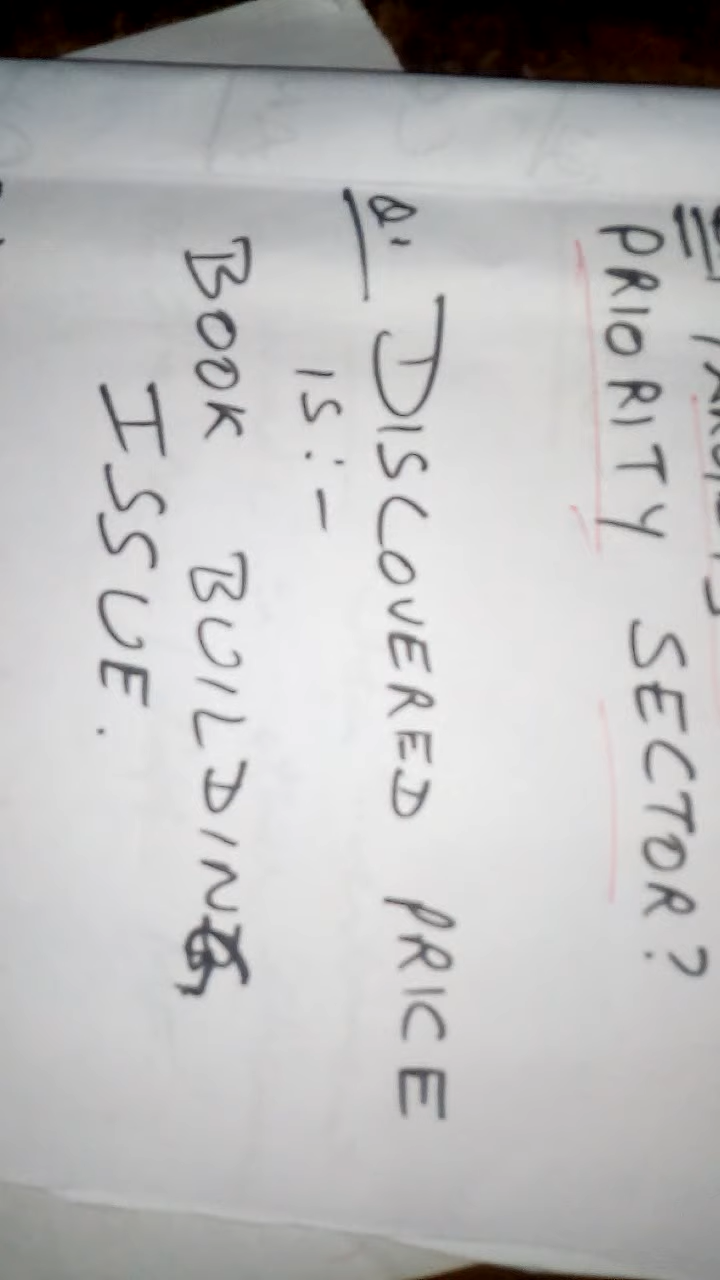 PRIORITY SECTOR?
Q. DISCOVERED PRICE
IS:-
BOOK BUILDING
ISSUE.